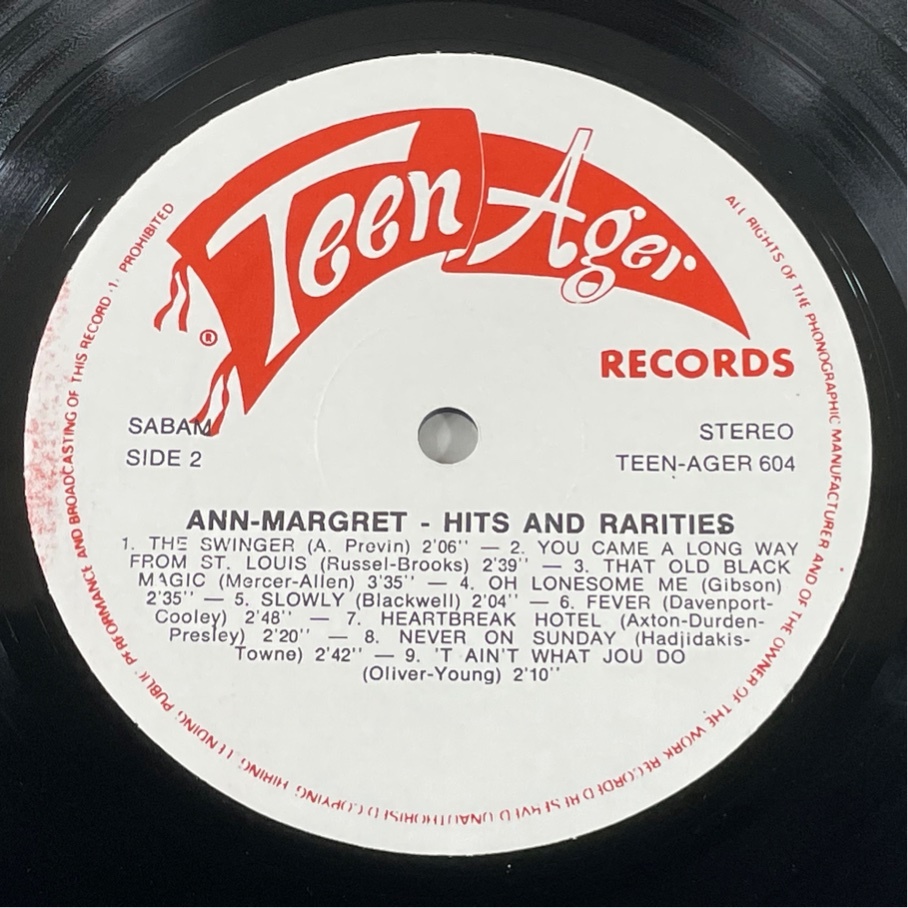 Teen Ager
®
RECORDS
SABAM
SIDE 2
STEREO
TEEN-AGER 604
ANN-MARGRET - HITS AND RARITIES
1. THE SWINGER (A. Previn) 2'06'' — 2. YOU CAME A LONG WAY
FROM ST. LOUIS (Russel-Brooks) 2'39'' — 3. THAT OLD BLACK
MAGIC (Mercer-Allen) 3'35'' — 4. OH LONESOME ME (Gibson)
2'35'' — 5. SLOWLY (Blackwell) 2'04'' — 6. FEVER (Davenport-
Cooley) 2'48'' — 7. HEARTBREAK HOTEL (Axton-Durden-
Presley) 2'20'' — 8. NEVER ON SUNDAY (Hadjidakis-
Towne) 2'42'' — 9. 'T AIN'T WHAT JOU DO
(Oliver-Young) 2'10''
ALL RIGHTS OF THE PHONOGRAPHIC MANUFACTURER AND OF THE OWNER OF THE WORK RECORDED RESERVED UNAUTHORISED COPYING, HIRING, LENDING, PUBLIC PERFORMANCE AND BROADCASTING OF THIS RECORD PROHIBITED